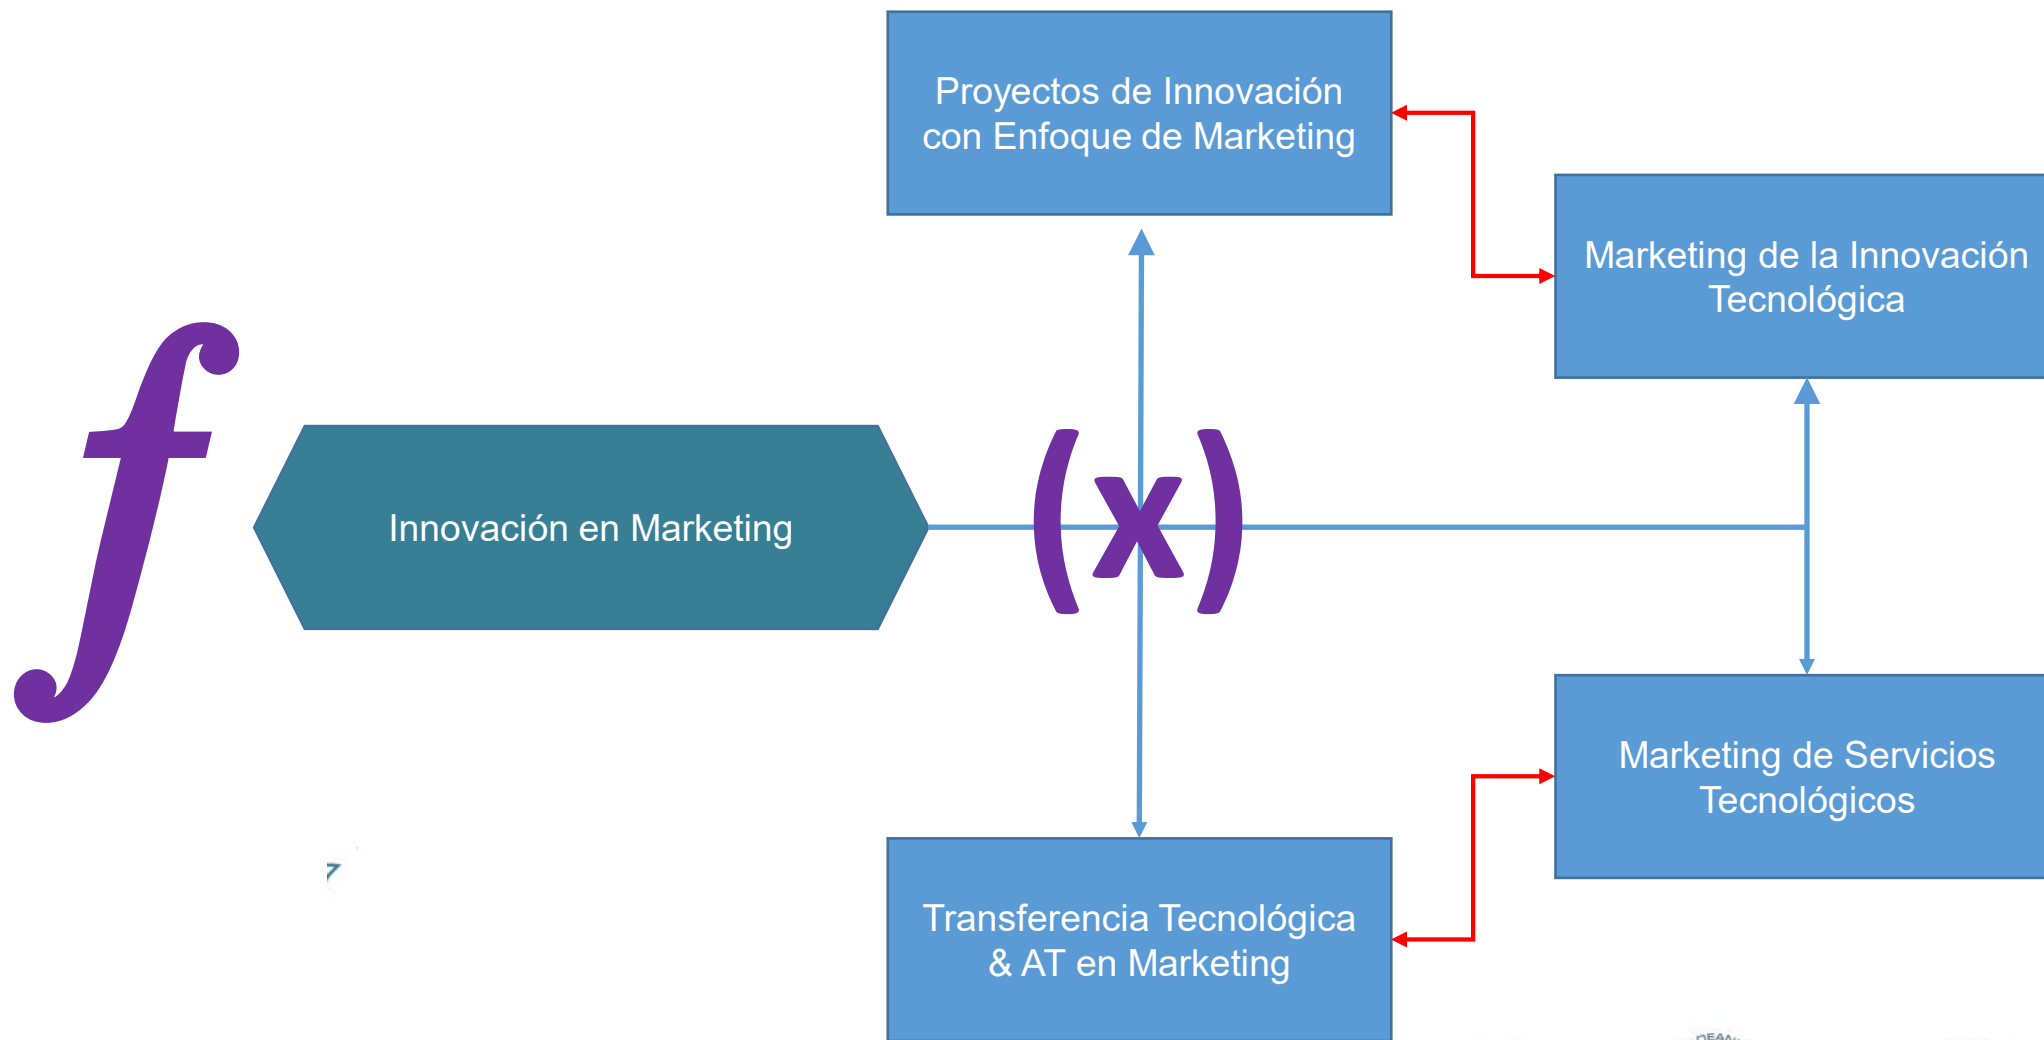 Proyectos de Innovación
con Enfoque de Marketing
Marketing de la Innovación
Tecnológica
f
Innovación en Marketing
(x)
Marketing de Servicios
Tecnológicos
Transferencia Tecnológica
& AT en Marketing